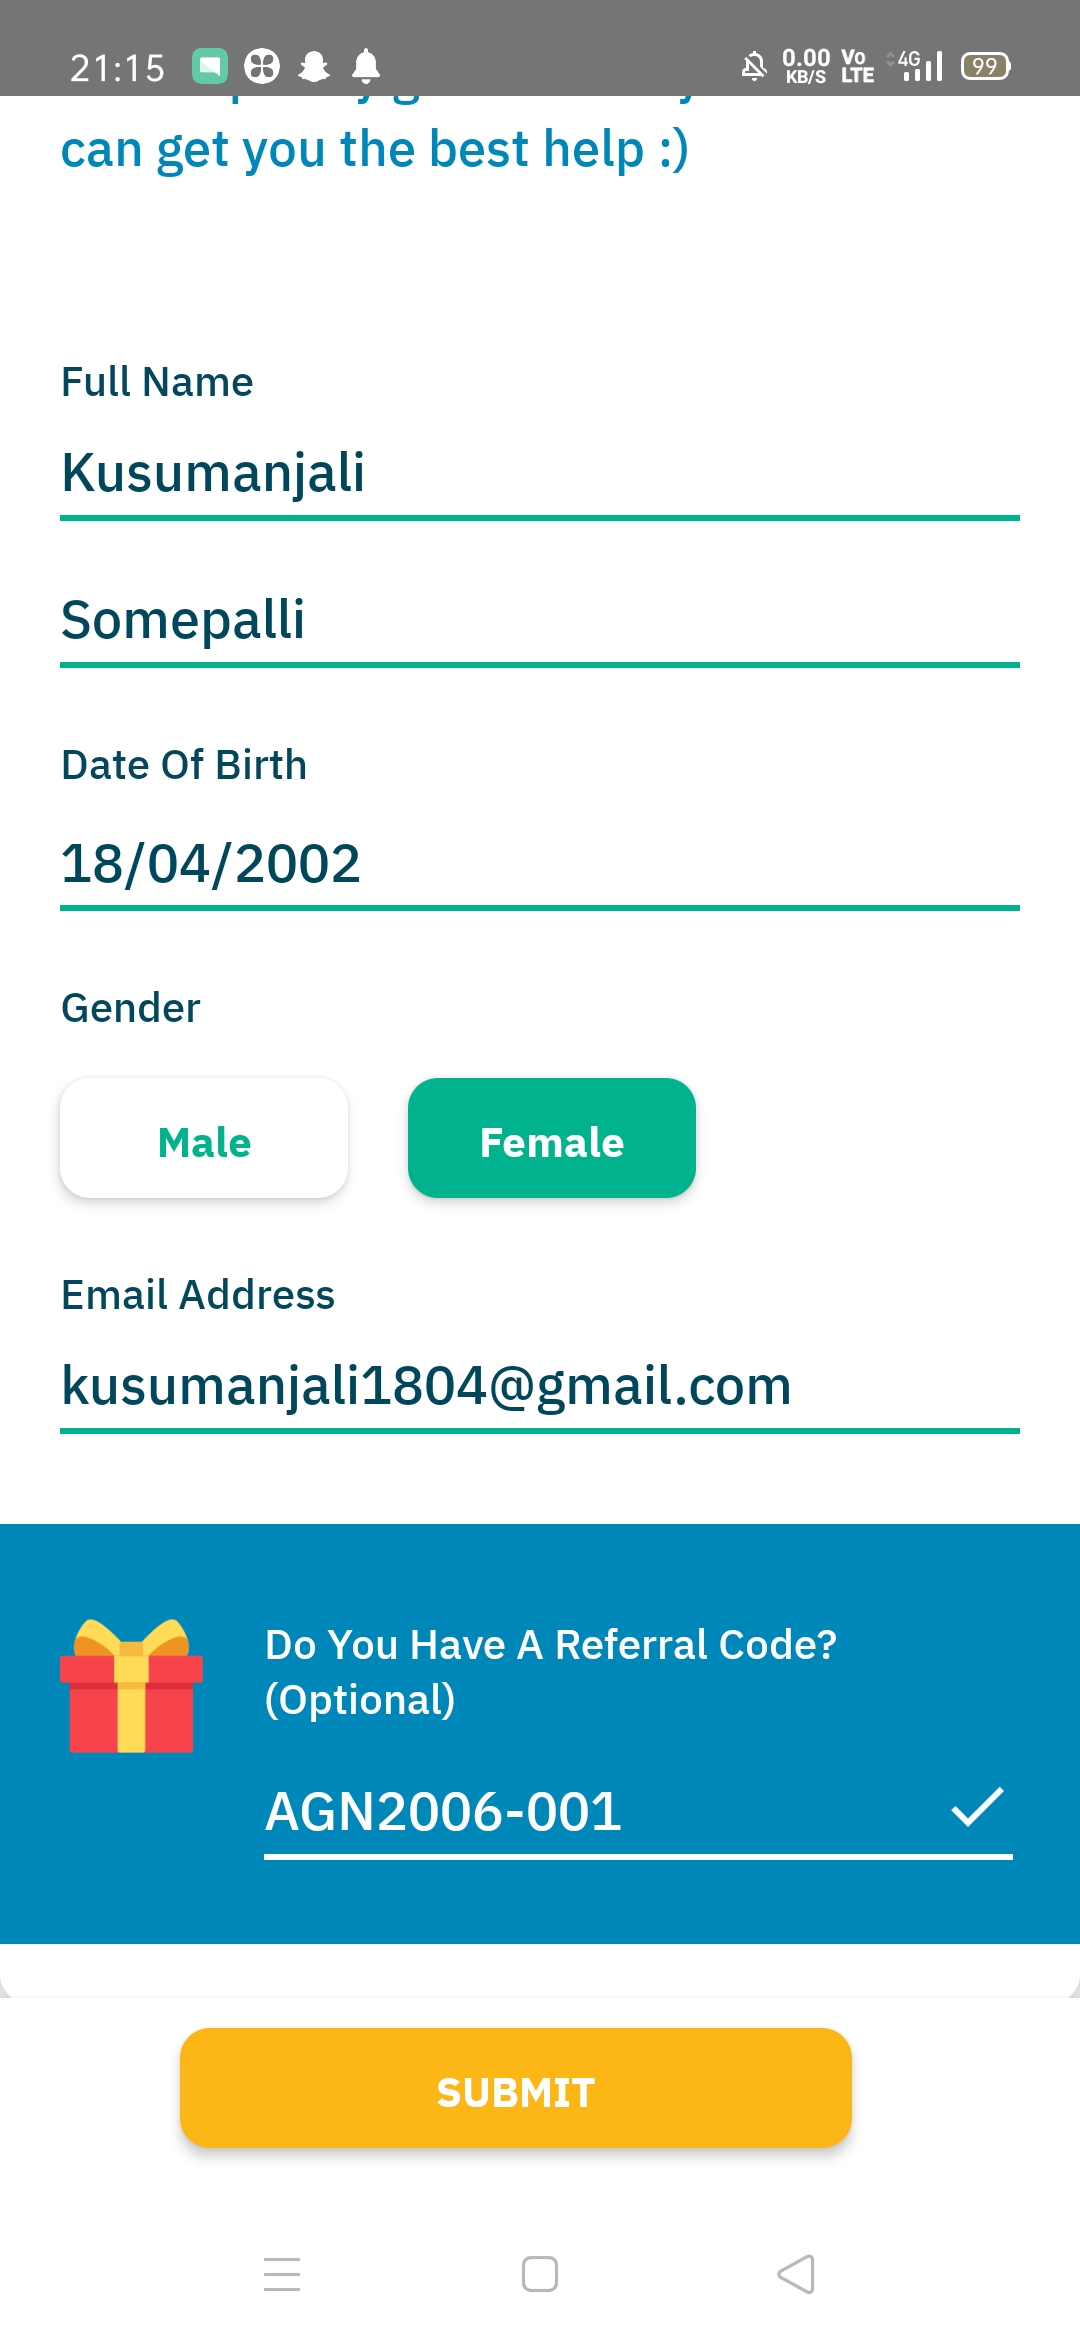 21:15
0.00 KB/S Vo LTE 4G 99
can get you the best help :)
Full Name
Kusumanjali
Somepalli
Date Of Birth
18/04/2002
Gender
Male Female
Email Address
kusumanjali1804@gmail.com
Do You Have A Referral Code?
(Optional)
AGN2006-001
SUBMIT